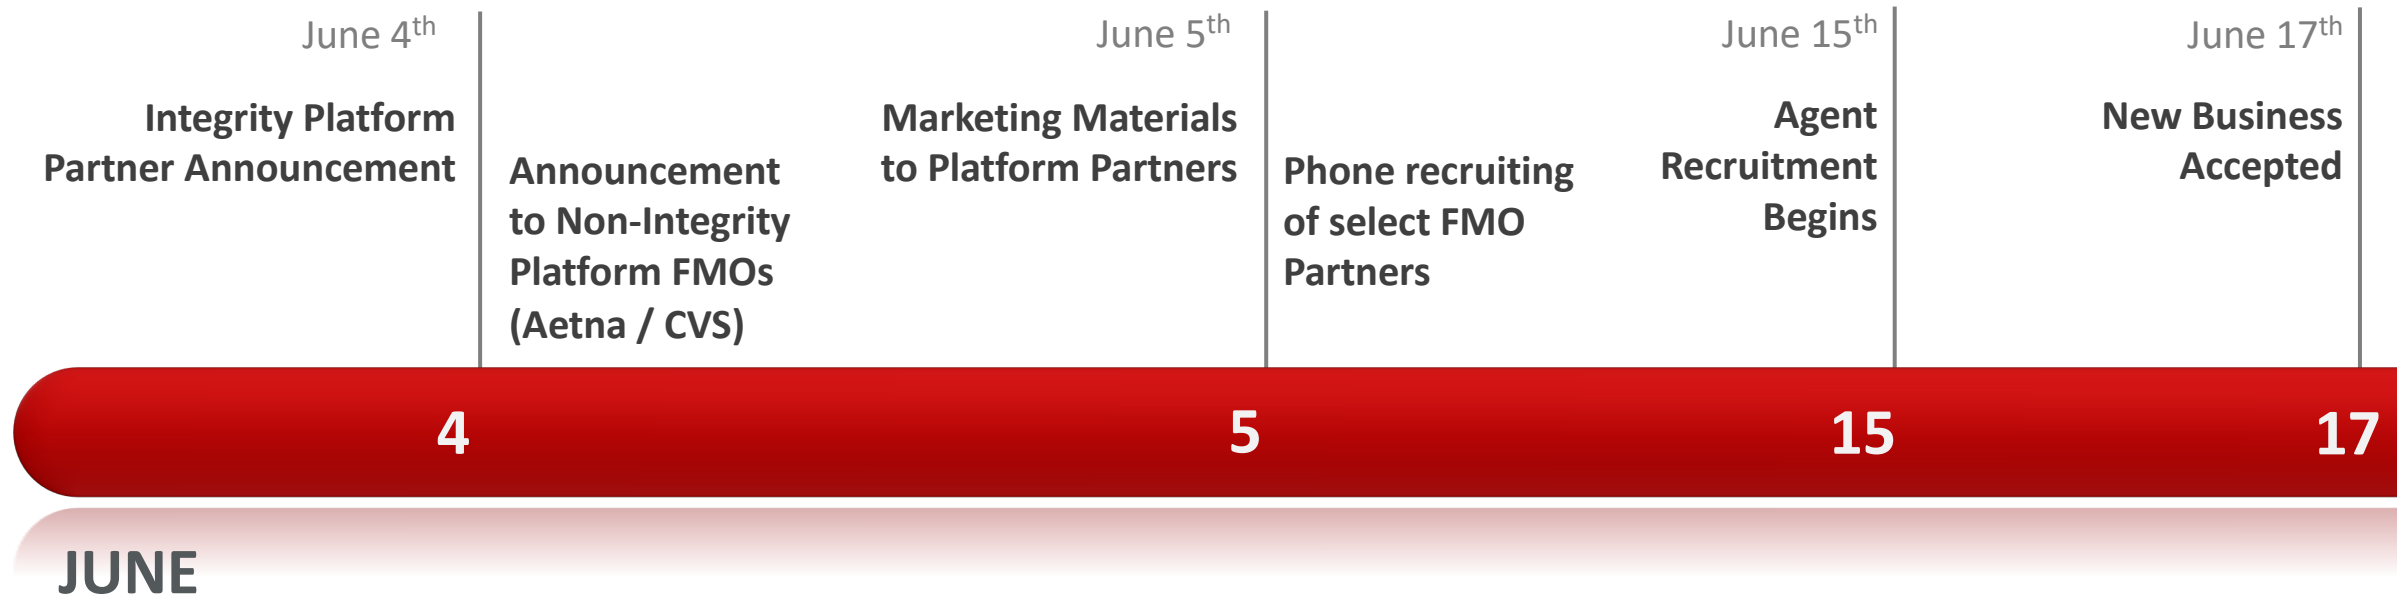 June 4th
Integrity Platform
Partner Announcement
Announcement
to Non-Integrity
Platform FMOs
(Aetna / CVS)
June 5th
Marketing Materials
to Platform Partners
Phone recruiting
of select FMO
Partners
June 15th
Agent
Recruitment
Begins
June 17th
New Business
Accepted
4
5
15
17
JUNE